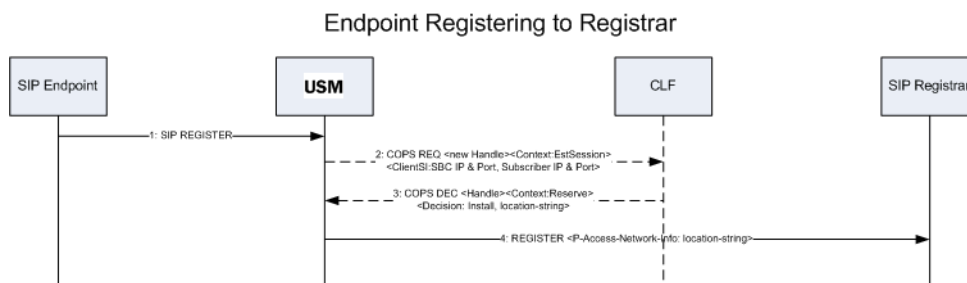 Endpoint Registering to Registrar
SIP Endpoint
USM
CLF
SIP Registrar
1: SIP REGISTER
2: COPS REQ <new Handle><Context:EstSession>
<ClientSI:SBC IP & Port, Subscriber IP & Port>
3: COPS DEC <Handle><Context:Reserve>
<Decision: Install, location-string>
4: REGISTER <P-Access-Network-Info: location-string>